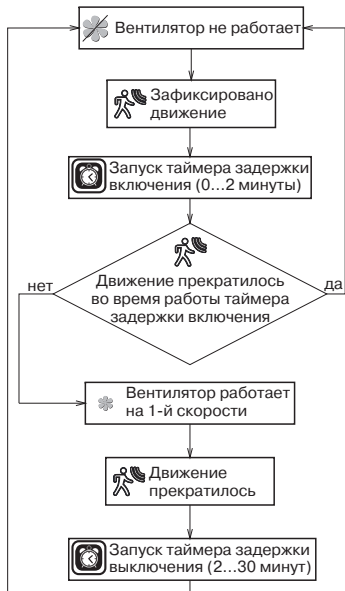 Вентилятор не работает
Зафиксировано
движение
Запуск таймера задержки
включения (0...2 минуты)
нет
Движение прекратилось
во время работы таймера
задержки включения
да
Вентилятор работает
на 1-й скорости
Движение
прекратилось
Запуск таймера задержки
выключения (2...30 минут)